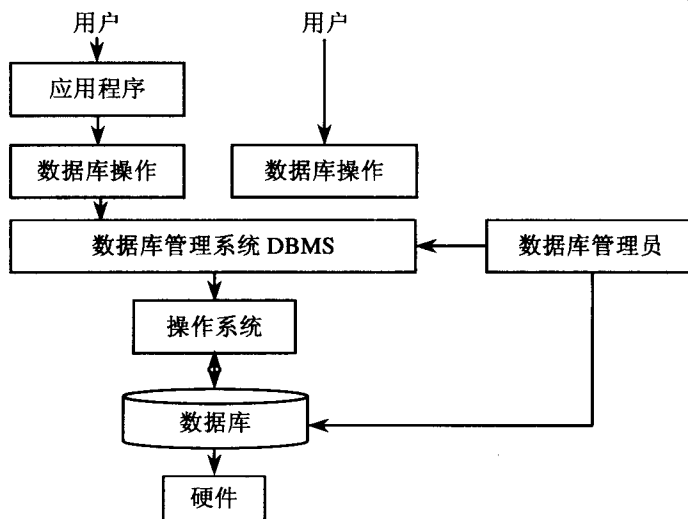 用户
用户
应用程序
数据库操作
数据库操作
数据库管理系统 DBMS
数据库管理员
操作系统
数据库
硬件